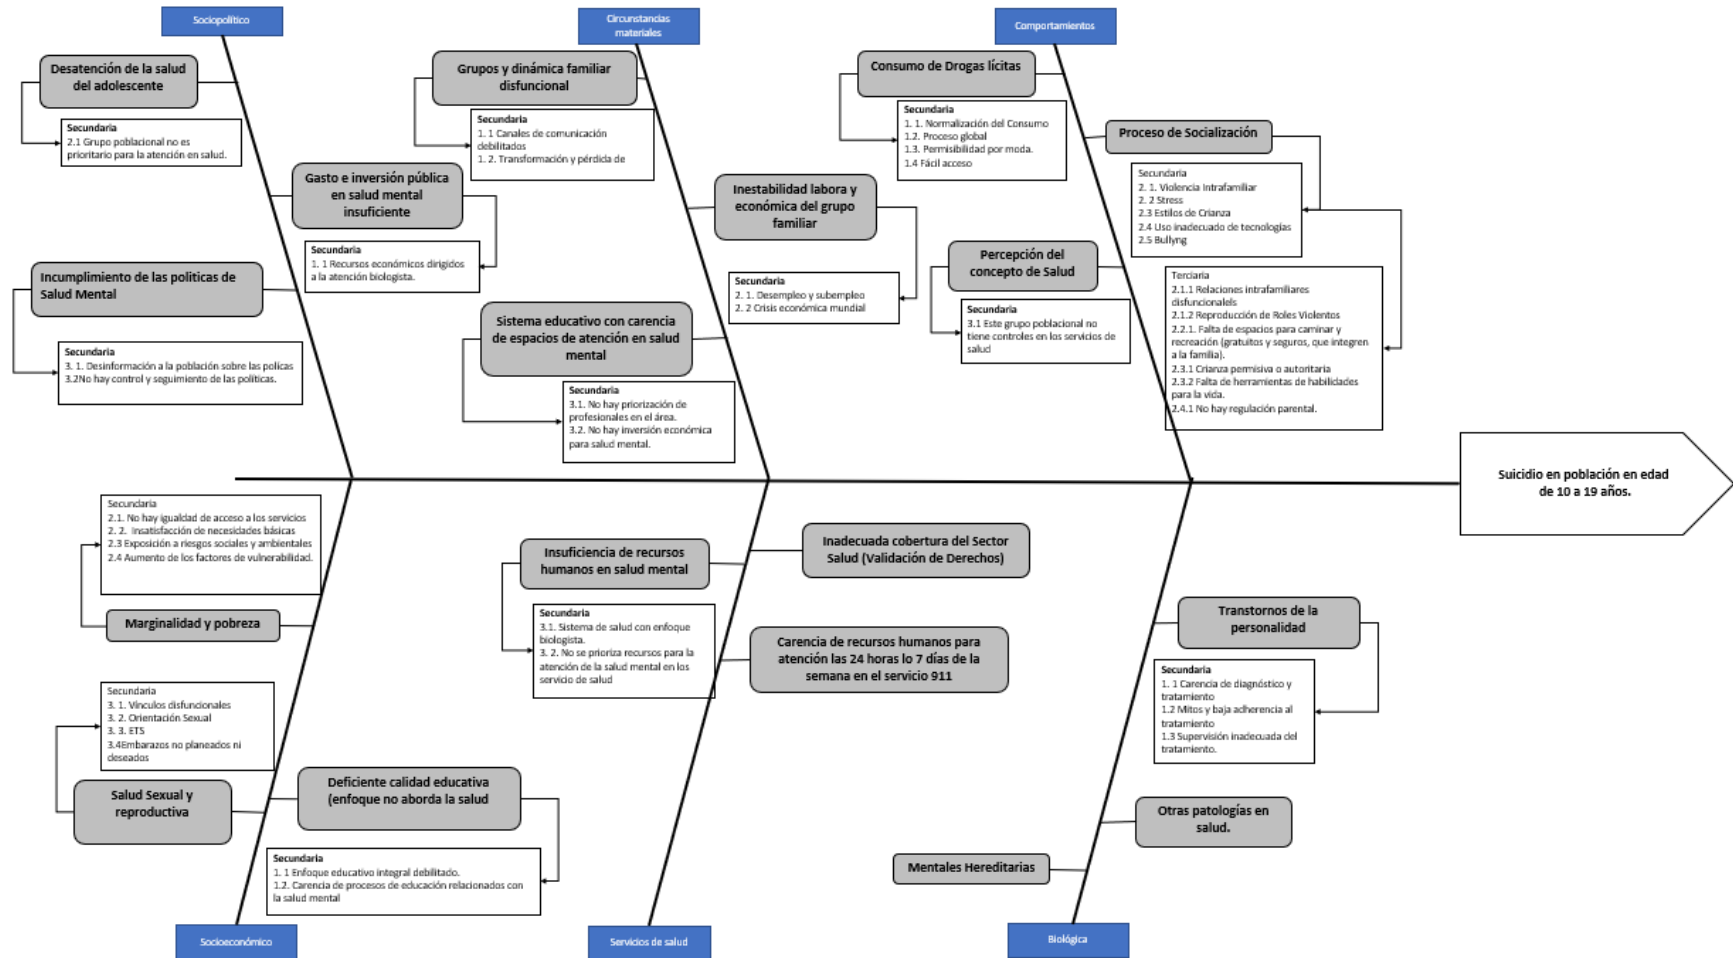 Sociopolítico
Desatención de la salud
del adolescente
Secundaria
2.1 Grupo poblacional no es
prioritario para la atención en salud.
Gasto e inversión pública
en salud mental
insuficiente
Secundaria
1. 1 Recursos económicos dirigidos
a la atención biologista.
Incumplimiento de las politicas de
Salud Mental
Secundaria
3. 1. Desinformación a la población sobre las polícas
3.2No hay control y seguimiento de las políticas.
Circunstancias
materiales
Grupos y dinámica familiar
disfuncional
Secundaria
1. 1 Canales de comunicación
debilitados
1. 2. Transformación y pérdida de
Inestabilidad labora y
económica del grupo
familiar
Secundaria
2. 1. Desempleo y subempleo
2. 2 Crisis económica mundial
Sistema educativo con carencia
de espacios de atención en salud
mental
Secundaria
3.1. No hay priorización de
profesionales en el área.
3.2. No hay inversión económica
para salud mental.
Comportamientos
Consumo de Drogas lícitas
Secundaria
1. 1. Normalización del Consumo
1.2. Proceso global
1.3. Permisibilidad por moda.
1.4 Fácil acceso
Proceso de Socialización
Secundaria
2. 1. Violencia Intrafamiliar
2. 2 Stress
2.3 Estilos de Crianza
2.4 Uso inadecuado de tecnologías
2.5 Bullyng
Percepción del
concepto de Salud
Secundaria
3.1 Este grupo poblacional no
tiene controles en los servicios de
salud
Terciaria
2.1.1 Relaciones intrafamiliares
disfuncionalels
2.1.2 Reproducción de Roles Violentos
2.2.1. Falta de espacios para caminar y
recreación (gratuitos y seguros, que integren
a la familia).
2.3.1 Crianza permisiva o autoritaria
2.3.2 Falta de herramientas de habilidades
para la vida.
2.4.1 No hay regulación parental.
Suicidio en población en edad
de 10 a 19 años.
Secundaria
2.1. No hay igualdad de acceso a los servicios
2. 2. Insatisfacción de necesidades básicas
2.3 Exposición a riesgos sociales y ambientales
2.4 Aumento de los factores de vulnerabilidad.
Marginalidad y pobreza
Secundaria
3. 1. Vínculos disfuncionales
3. 2. Orientación Sexual
3. 3. ETS
3.4Embarazos no planeados ni
deseados
Salud Sexual y
reproductiva
Deficiente calidad educativa
(enfoque no aborda la salud
Secundaria
1. 1 Enfoque educativo integral debilitado.
1.2. Carencia de procesos de educación relacionados con
la salud mental
Socioeconómico
Insuficiencia de recursos
humanos en salud mental
Secundaria
3.1. Sistema de salud con enfoque
biologista.
3. 2. No se prioriza recursos para la
atención de la salud mental en los
servicio de salud
Inadecuada cobertura del Sector
Salud (Validación de Derechos)
Carencia de recursos humanos para
atención las 24 horas lo 7 días de la
semana en el servicio 911
Servicios de salud
Transtornos de la
personalidad
Secundaria
1. 1 Carencia de diagnóstico y
tratamiento
1.2 Mitos y baja adherencia al
tratamiento
1.3 Supervisión inadecuada del
tratamiento.
Otras patologías en
salud.
Mentales Hereditarias
Biológica